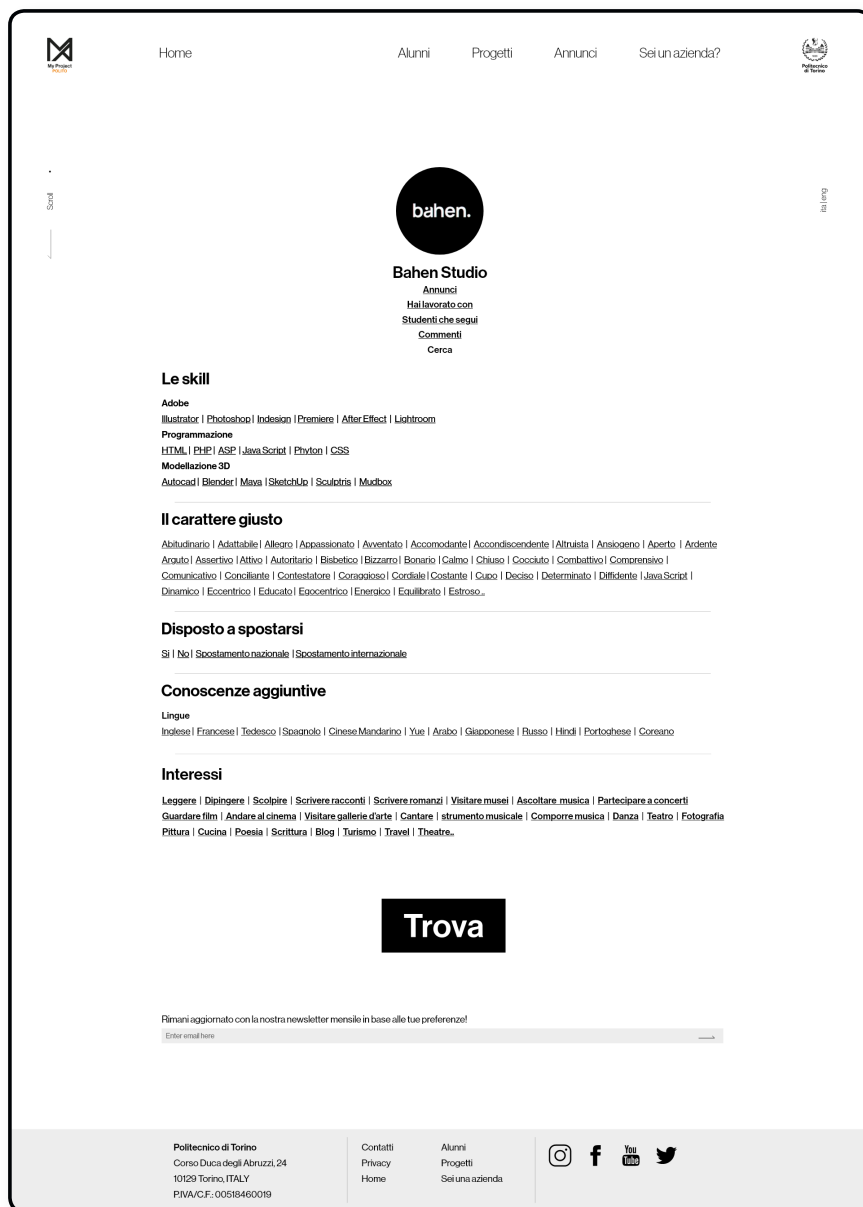 My Project
POLITO
Home Alunni Progetti Annunci Sei un azienda?
Politecnico
di Torino
Scroll
ita | eng
bahen.
Bahen Studio
Annunci
Hai lavorato con
Studenti che segui
Commenti
Cerca
Le skill
Adobe
Illustrator | Photoshop | Indesign | Premiere | After Effect | Lightroom
Programmazione
HTML | PHP | ASP | Java Script | Phyton | CSS
Modellazione 3D
Autocad | Blender | Maya | SketchUp | Sculptris | Mudbox
Il carattere giusto
Abitudinario | Adattabile | Allegro | Appassionato | Avventato | Accomodante | Accondiscendente | Altruista | Ansiogeno | Aperto | Ardente
Arguto | Assertivo | Attivo | Autoritario | Bisbetico | Bizzarro | Bonario | Calmo | Chiuso | Cocciuto | Combattivo | Comprensivo |
Comunicativo | Conciliante | Contestatore | Coraggioso | Cordiale | Costante | Cupo | Deciso | Determinato | Diffidente | Java Script |
Dinamico | Eccentrico | Educato | Egocentrico | Energico | Equilibrato | Estroso ..
Disposto a spostarsi
Si | No | Spostamento nazionale | Spostamento internazionale
Conoscenze aggiuntive
Lingue
Inglese | Francese | Tedesco | Spagnolo | Cinese Mandarino | Yue | Arabo | Giapponese | Russo | Hindi | Portoghese | Coreano
Interessi
Leggere | Dipingere | Scolpire | Scrivere racconti | Scrivere romanzi | Visitare musei | Ascoltare musica | Partecipare a concerti
Guardare film | Andare al cinema | Visitare gallerie d'arte | Cantare | strumento musicale | Comporre musica | Danza | Teatro | Fotografia
Pittura | Cucina | Poesia | Scrittura | Blog | Turismo | Travel | Theatre..
Trova
Rimani aggiornato con la nostra newsletter mensile in base alle tue preferenze!
Enter email here
Politecnico di Torino
Corso Duca degli Abruzzi, 24
10129 Torino, ITALY
P.IVA/C.F.: 00518460019
Contatti
Privacy
Home
Alunni
Progetti
Sei una azienda
You
Tube